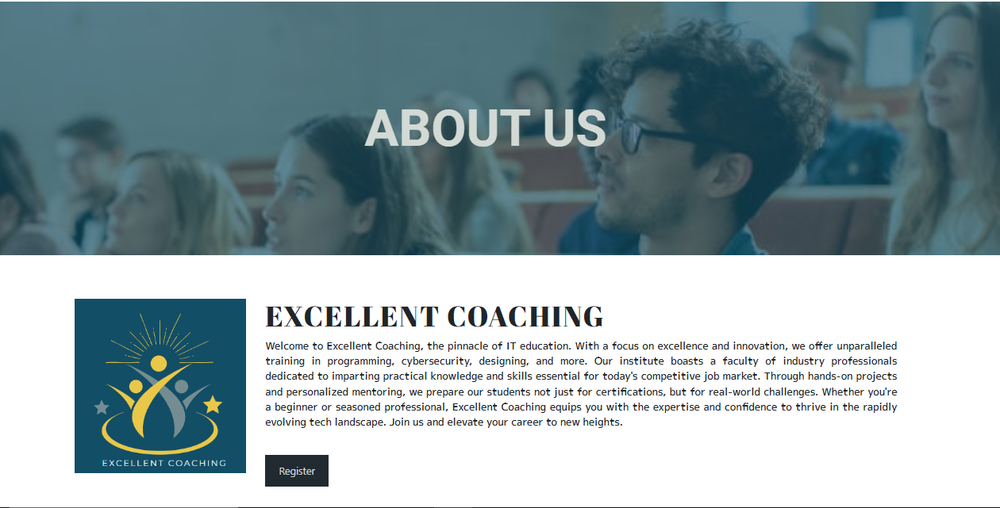 ABOUT US
EXCELLENT COACHING
Welcome to Excellent Coaching, the pinnacle of IT education. With a focus on excellence and innovation, we offer unparalleled
training in programming, cybersecurity, designing, and more. Our institute boasts a faculty of industry professionals
dedicated to imparting practical knowledge and skills essential for today's competitive job market. Through hands-on projects
and personalized mentoring, we prepare our students not just for certifications, but for real-world challenges. Whether you're
a beginner or seasoned professional, Excellent Coaching equips you with the expertise and confidence to thrive in the rapidly
evolving tech landscape. Join us and elevate your career to new heights.
EXCELLENT COACHING
Register